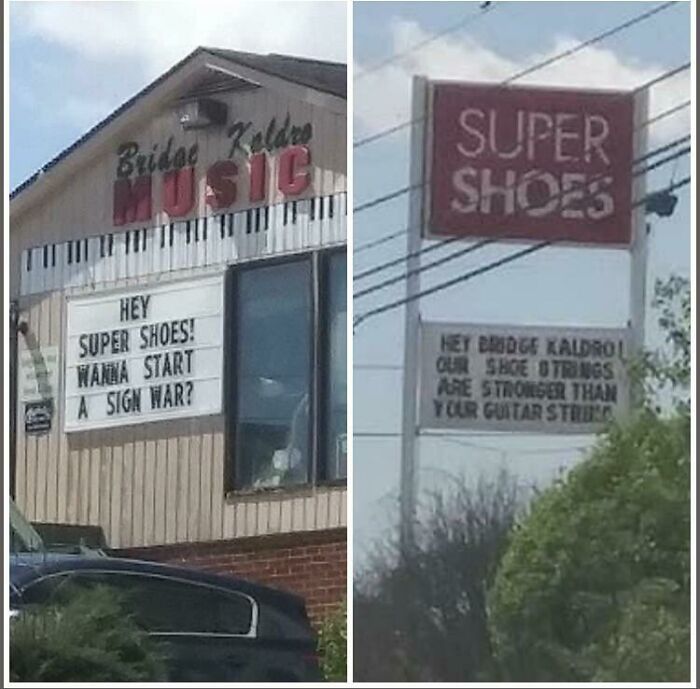 Bridge Kaldro
MUSIC
HEY
SUPER SHOES!
WANNA START
A SIGN WAR?
SUPER
SHOES
HEY BRIDGE KALDRO!
OUR SHOE STRINGS
ARE STRONGER THAN
YOUR GUITAR STRING